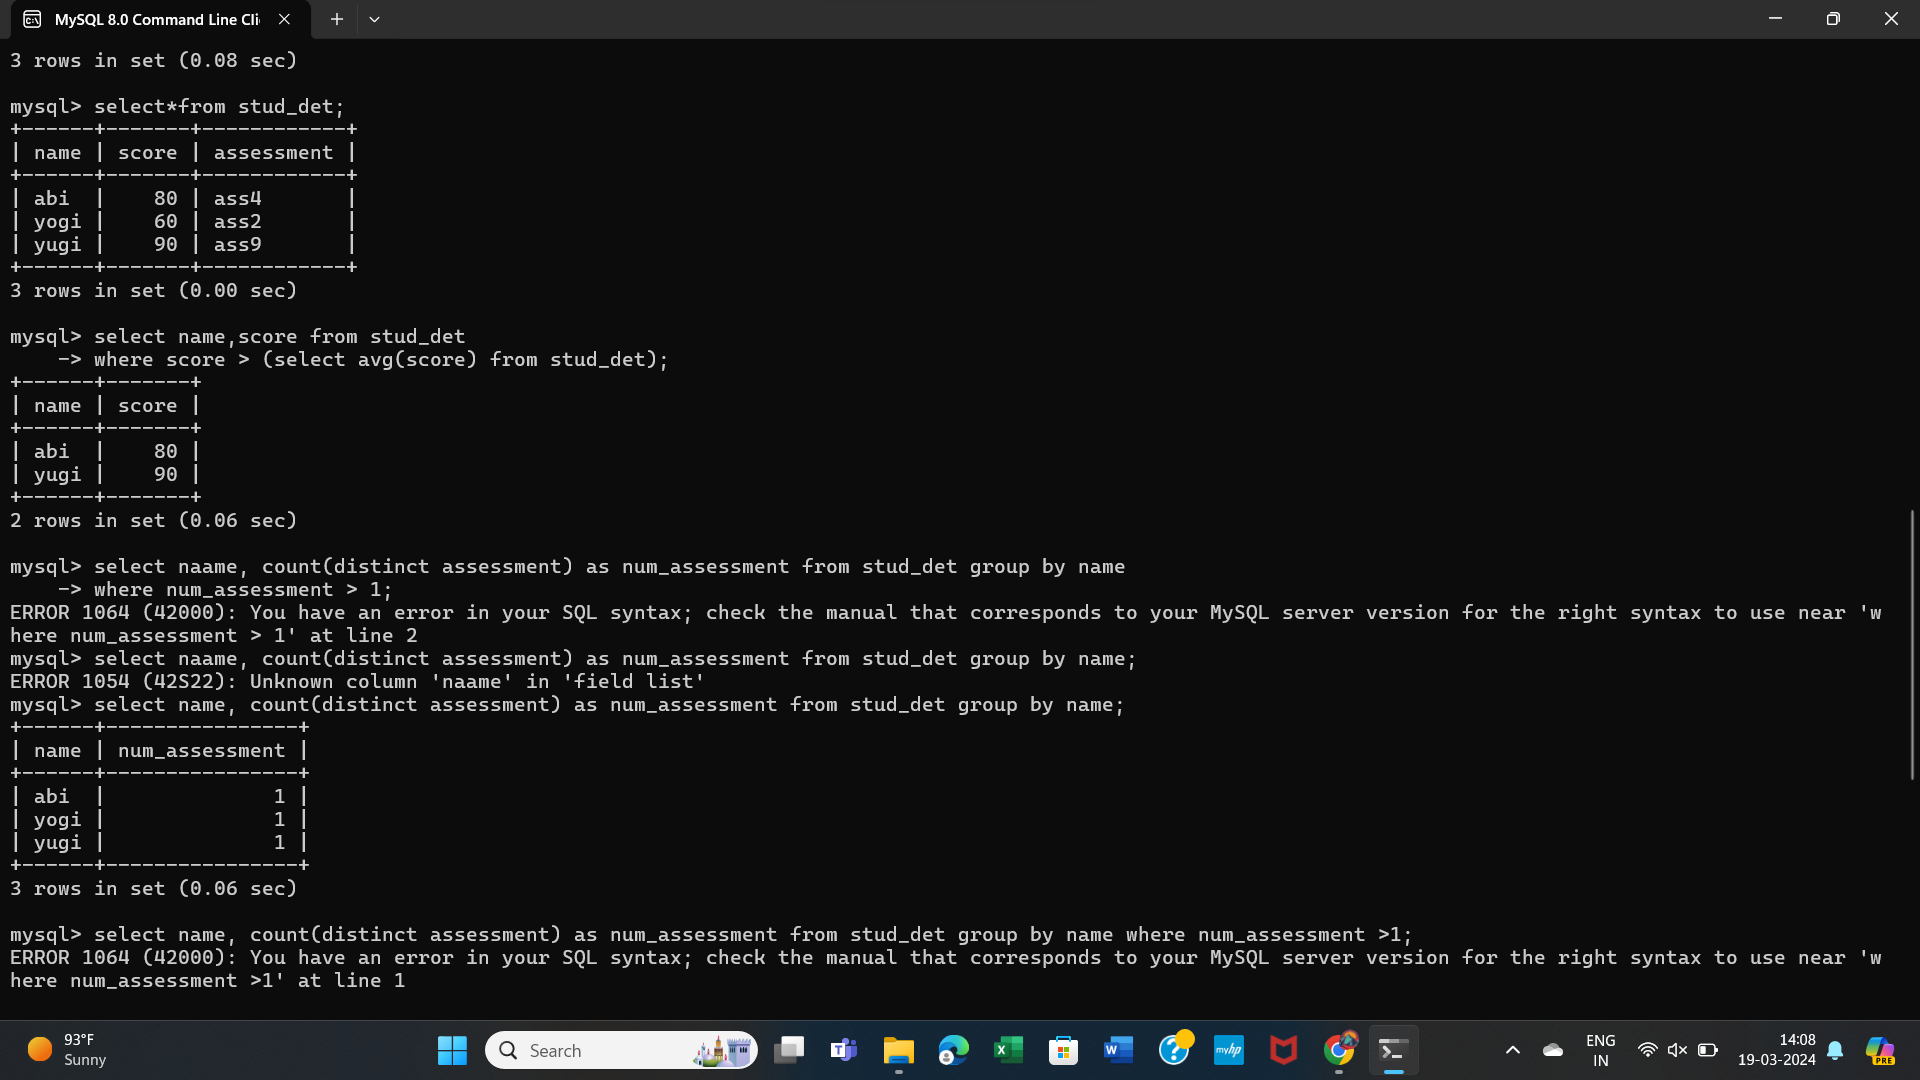 MySQL 8.0 Command Line Cli
3 rows in set (0.08 sec)
mysql> select*from stud_det;
+------+-------+------------+
| name | score | assessment |
+------+-------+------------+
| abi  |    80 | ass4       |
| yogi |    60 | ass2       |
| yugi |    90 | ass9       |
+------+-------+------------+
3 rows in set (0.00 sec)
mysql> select name,score from stud_det
    -> where score > (select avg(score) from stud_det);
+------+-------+
| name | score |
+------+-------+
| abi  |    80 |
| yugi |    90 |
+------+-------+
2 rows in set (0.06 sec)
mysql> select naame, count(distinct assessment) as num_assessment from stud_det group by name
    -> where num_assessment > 1;
ERROR 1064 (42000): You have an error in your SQL syntax; check the manual that corresponds to your MySQL server version for the right syntax to use near 'w
here num_assessment > 1' at line 2
mysql> select naame, count(distinct assessment) as num_assessment from stud_det group by name;
ERROR 1054 (42S22): Unknown column 'naame' in 'field list'
mysql> select name, count(distinct assessment) as num_assessment from stud_det group by name;
+------+----------------+
| name | num_assessment |
+------+----------------+
| abi  |              1 |
| yogi |              1 |
| yugi |              1 |
+------+----------------+
3 rows in set (0.06 sec)
mysql> select name, count(distinct assessment) as num_assessment from stud_det group by name where num_assessment >1;
ERROR 1064 (42000): You have an error in your SQL syntax; check the manual that corresponds to your MySQL server version for the right syntax to use near 'w
here num_assessment >1' at line 1
93°F
Sunny
Search
myhp
ENG
IN
14:08
19-03-2024
PRE